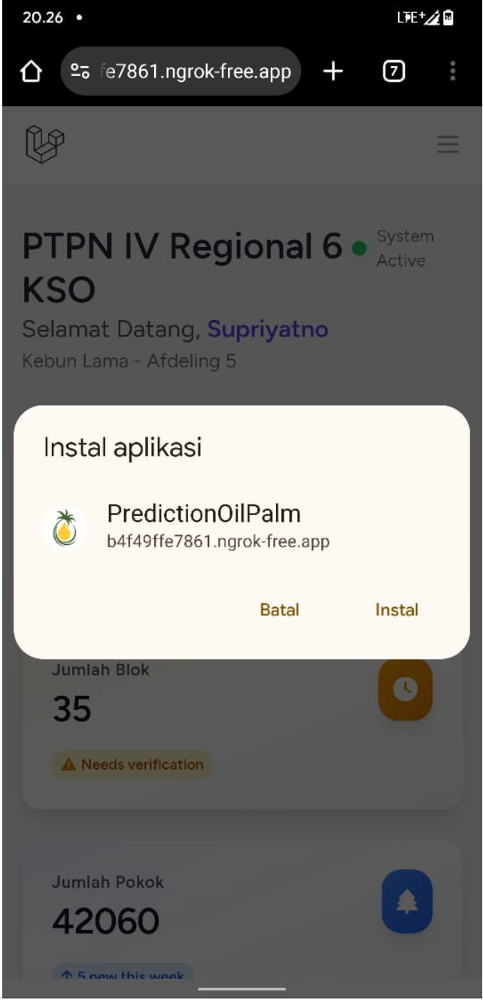 20.26
LTE+
fe7861.ngrok-free.app
7
PTPN IV Regional 6
KSO
System
Active
Selamat Datang, Supriyatno
Kebun Lama - Afdeling 5
Instal aplikasi
PredictionOilPalm
b4f49ffe7861.ngrok-free.app
Batal
Instal
Jumlah Blok
35
Needs verification
Jumlah Pokok
42060
5 new this week